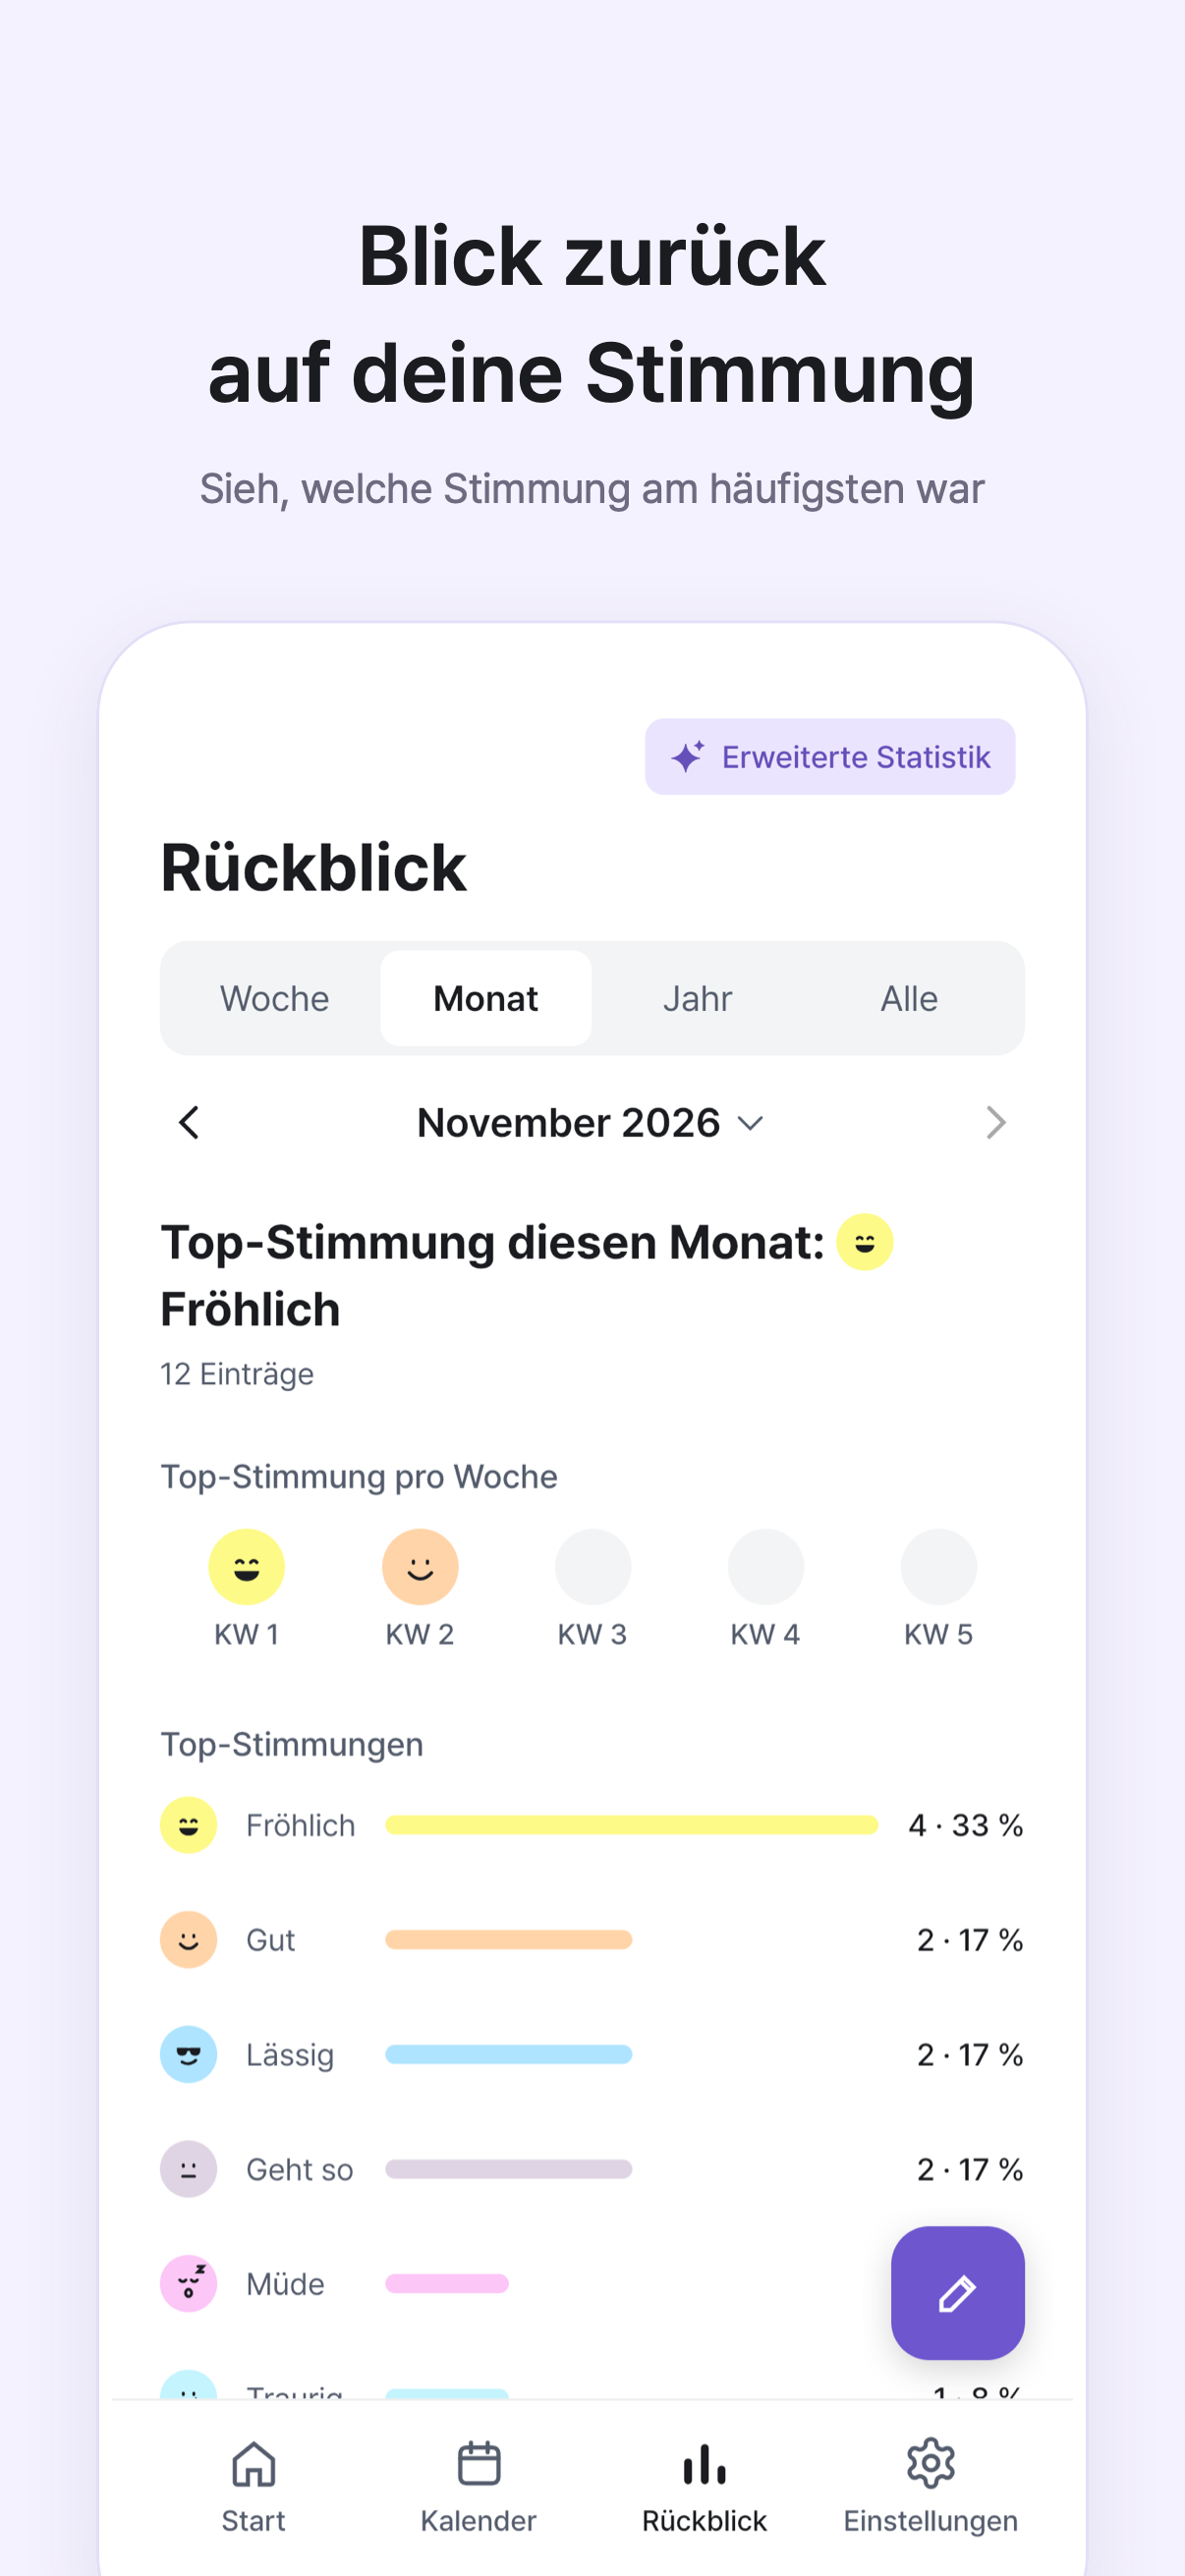 Blick zurück
auf deine Stimmung
Sieh, welche Stimmung am häufigsten war
Erweiterte Statistik
Rückblick
Woche Monat Jahr Alle
November 2026
Top-Stimmung diesen Monat:
Fröhlich
12 Einträge
Top-Stimmung pro Woche
KW 1 KW 2 KW 3 KW 4 KW 5
Top-Stimmungen
Fröhlich 4 · 33 %
Gut 2 · 17 %
Lässig 2 · 17 %
Geht so 2 · 17 %
Müde
Traurig 1 · 8 %
Start Kalender Rückblick Einstellungen